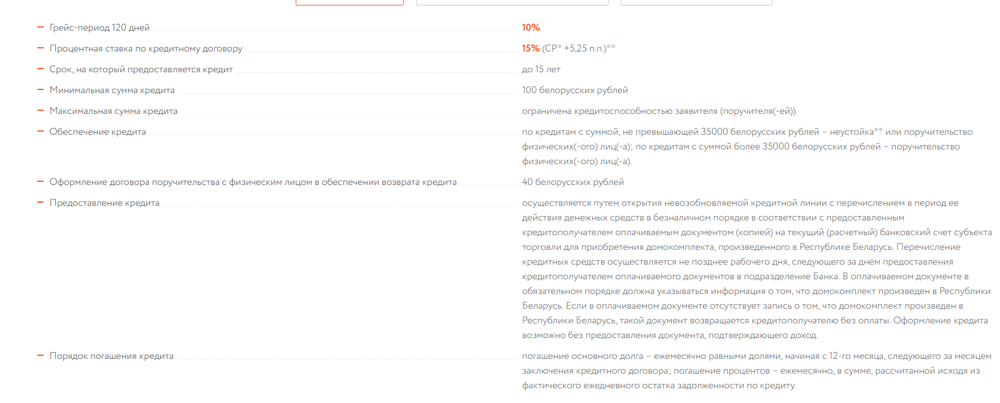 Грейс-период 120 дней 10%
Процентная ставка по кредитному договору 15% (СР* +5,25 п.п.)**
Срок, на который предоставляется кредит до 15 лет
Минимальная сумма кредита 100 белорусских рублей
Максимальная сумма кредита ограничена кредитоспособностью заявителя (поручителя(-ей)).
Обеспечение кредита по кредитам с суммой, не превышающей 35000 белорусских рублей – неустойка** или поручительство
физических(-ого) лиц(-а); по кредитам с суммой более 35000 белорусских рублей – поручительство
физических(-ого) лиц(-а).
Оформление договора поручительства с физическим лицом в обеспечении возврата кредита 40 белорусских рублей
Предоставление кредита осуществляется путем открытия невозобновляемой кредитной линии с перечислением в период ее
действия денежных средств в безналичном порядке в соответствии с предоставленным
кредитополучателем оплачиваемым документом (копией) на текущий (расчетный) банковский счет субъекта
торговли для приобретения домокомплекта, произведенного в Республике Беларусь. Перечисление
кредитных средств осуществляется не позднее рабочего дня, следующего за днем предоставления
кредитополучателем оплачиваемого документов в подразделение Банка. В оплачиваемом документе в
обязательном порядке должна указываться информация о том, что домокомплект произведен в Республики
Беларусь. Если в оплачиваемом документе отсутствует запись о том, что домокомплект произведен в
Республики Беларусь, такой документ возвращается кредитополучателю без оплаты. Оформление кредита
возможно без предоставления документа, подтверждающего доход.
Порядок погашения кредита погашение основного долга – ежемесячно равными долями, начиная с 12-го месяца, следующего за месяцем
заключения кредитного договора; погашение процентов – ежемесячно, в сумме, рассчитанной исходя из
фактического ежедневного остатка задолженности по кредиту.